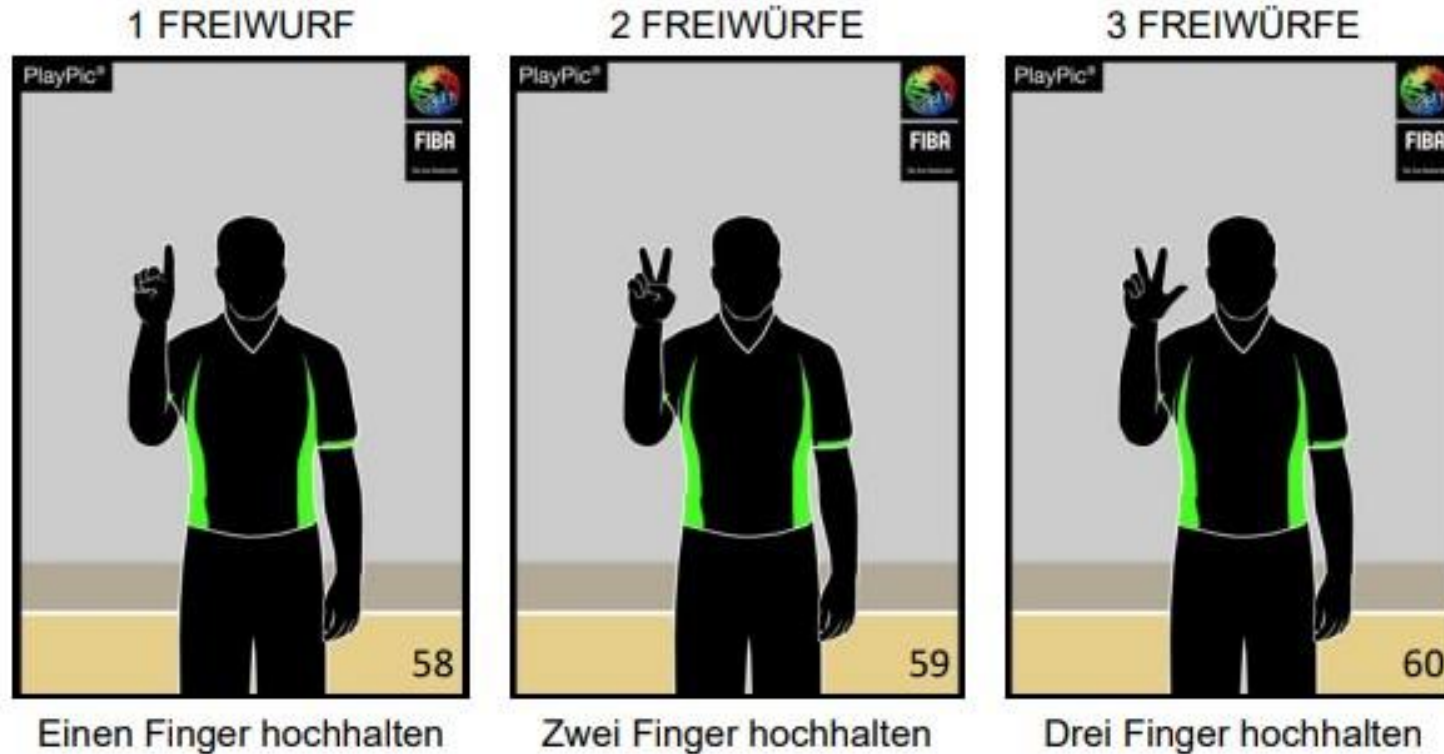 1 FREIWURF
2 FREIWÜRFE
3 FREIWÜRFE
PlayPic®
FIBA
58
PlayPic®
FIBA
59
PlayPic®
FIBA
60
Einen Finger hochhalten
Zwei Finger hochhalten
Drei Finger hochhalten